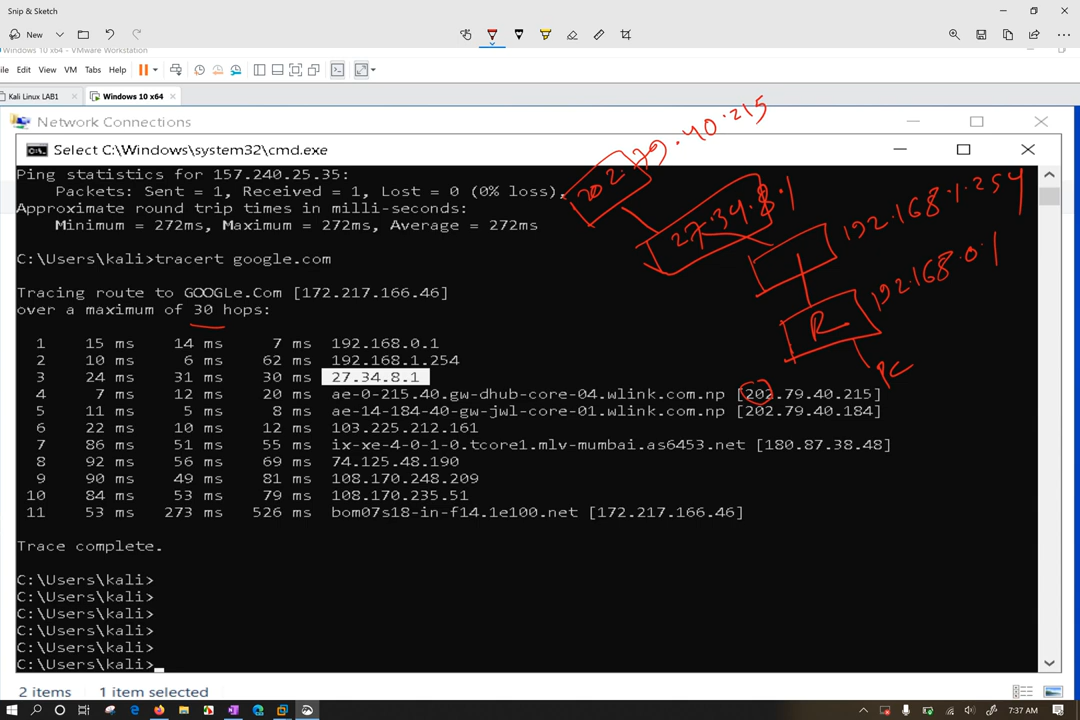 Snip & Sketch
New
Windows 10 x64 - VMware Workstation
ile Edit View VM Tabs Help
Kali Linux LAB1 Windows 10 x64
Network Connections
Select C:\Windows\system32\cmd.exe
Ping statistics for 157.240.25.35:
Packets: Sent = 1, Received = 1, Lost = 0 (0% loss),
Approximate round trip times in milli-seconds:
Minimum = 272ms, Maximum = 272ms, Average = 272ms
C:\Users\kali>tracert google.com
Tracing route to GOOGLe.Com [172.217.166.46]
over a maximum of 30 hops:
1 15 ms 14 ms 7 ms 192.168.0.1
2 10 ms 6 ms 62 ms 192.168.1.254
3 24 ms 31 ms 30 ms 27.34.8.1
4 7 ms 12 ms 20 ms ae-0-215.40.gw-dhub-core-04.wlink.com.np [202.79.40.215]
5 11 ms 5 ms 8 ms ae-14-184-40-gw-jwl-core-01.wlink.com.np [202.79.40.184]
6 22 ms 10 ms 12 ms 103.225.212.161
7 86 ms 51 ms 55 ms ix-xe-4-0-1-0.tcore1.mlv-mumbai.as6453.net [180.87.38.48]
8 92 ms 56 ms 69 ms 74.125.48.190
9 90 ms 49 ms 81 ms 108.170.248.209
10 84 ms 53 ms 79 ms 108.170.235.51
11 53 ms 273 ms 526 ms bom07s18-in-f14.1e100.net [172.217.166.46]
Trace complete.
C:\Users\kali>
C:\Users\kali>
C:\Users\kali>
C:\Users\kali>
C:\Users\kali>
C:\Users\kali>
202.79.40.215
27.34.8.1
192.168.1.254
192.168.0.1
R
PC
2 items 1 item selected
7:37 AM